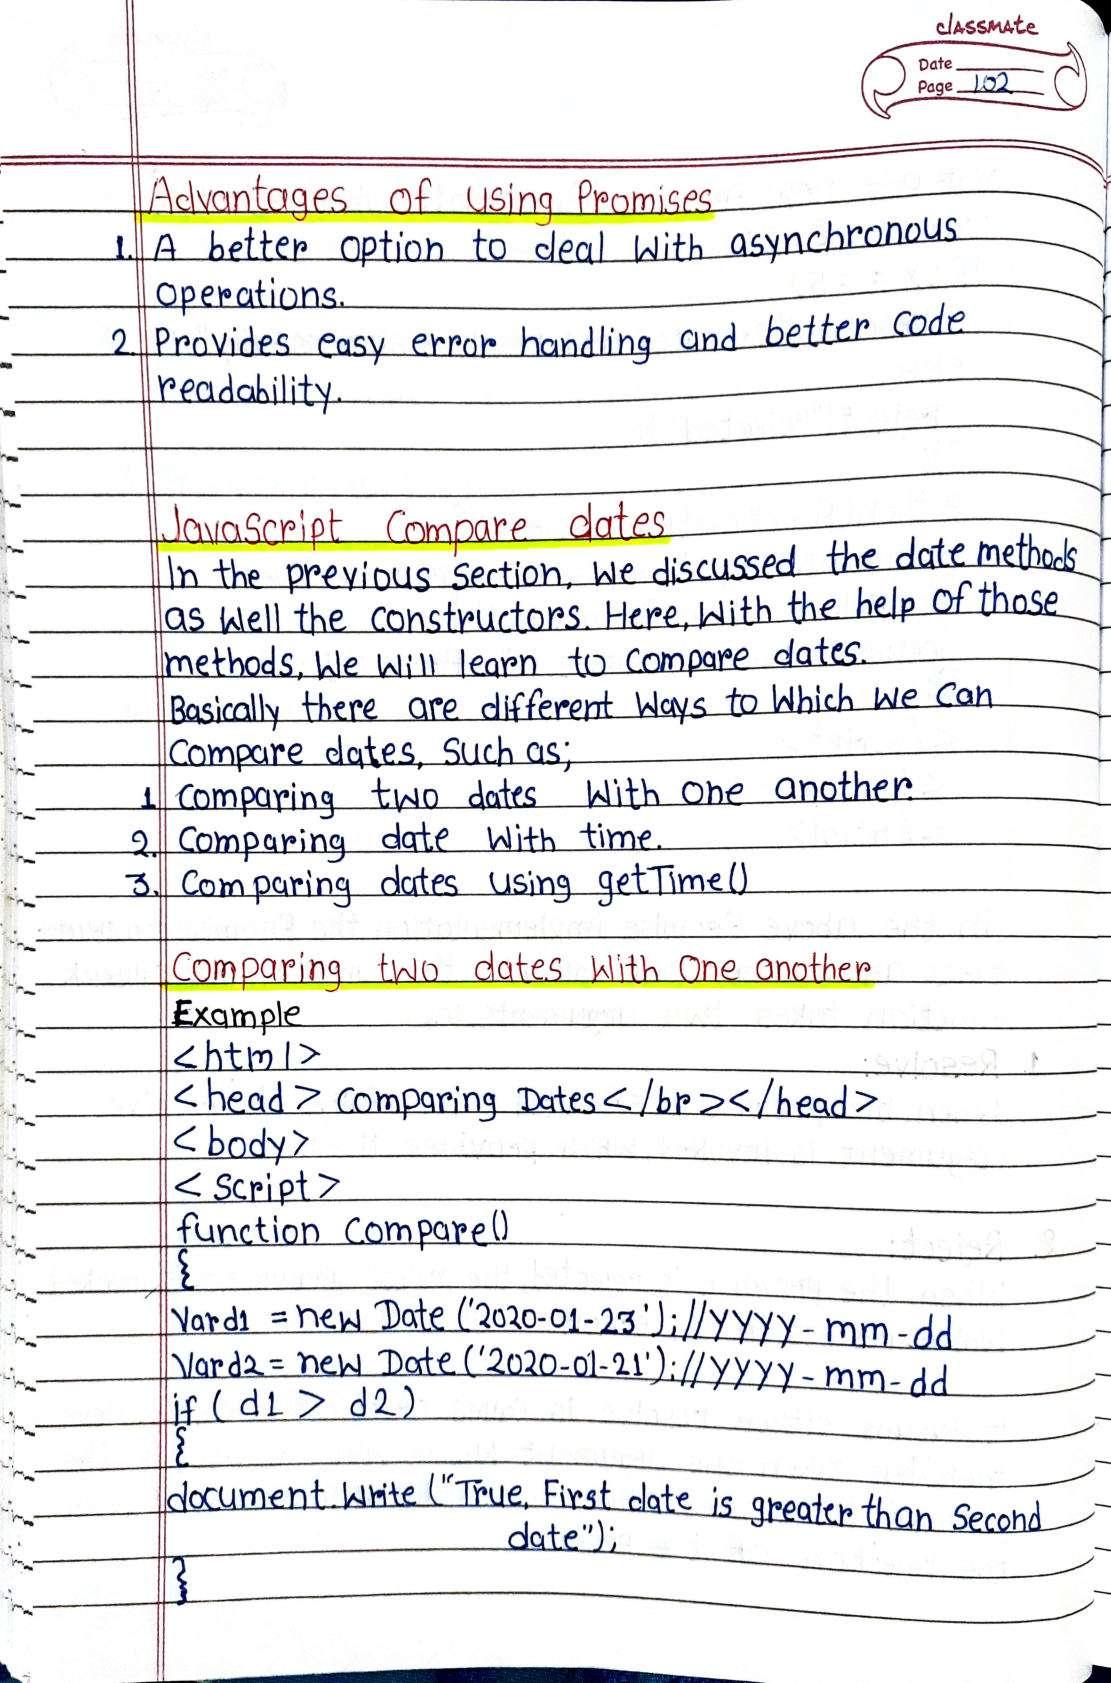 classmate
Date
Page 102
Advantages of using Promises
1. A better option to deal with asynchronous
operations.
2. Provides easy error handling and better code
readability.
JavaScript Compare dates
In the previous section, we discussed the date methods
as well the constructors. Here, with the help of those
methods, we will learn to compare dates.
Basically there are different ways to which we can
compare dates, such as;
1. Comparing two dates with one another.
2. Comparing date with time.
3. Comparing dates using getTime()
Comparing two dates with one another
Example
<html>
<head> comparing Dates</br></head>
<body>
<script>
function compare()
{
Var d1 = new Date ('2020-01-23');//YYYY-mm-dd
Var d2 = new Date ('2020-01-21');//YYYY-mm-dd
if ( d1 > d2)
{
document.write ("True, First date is greater than second
date");
}